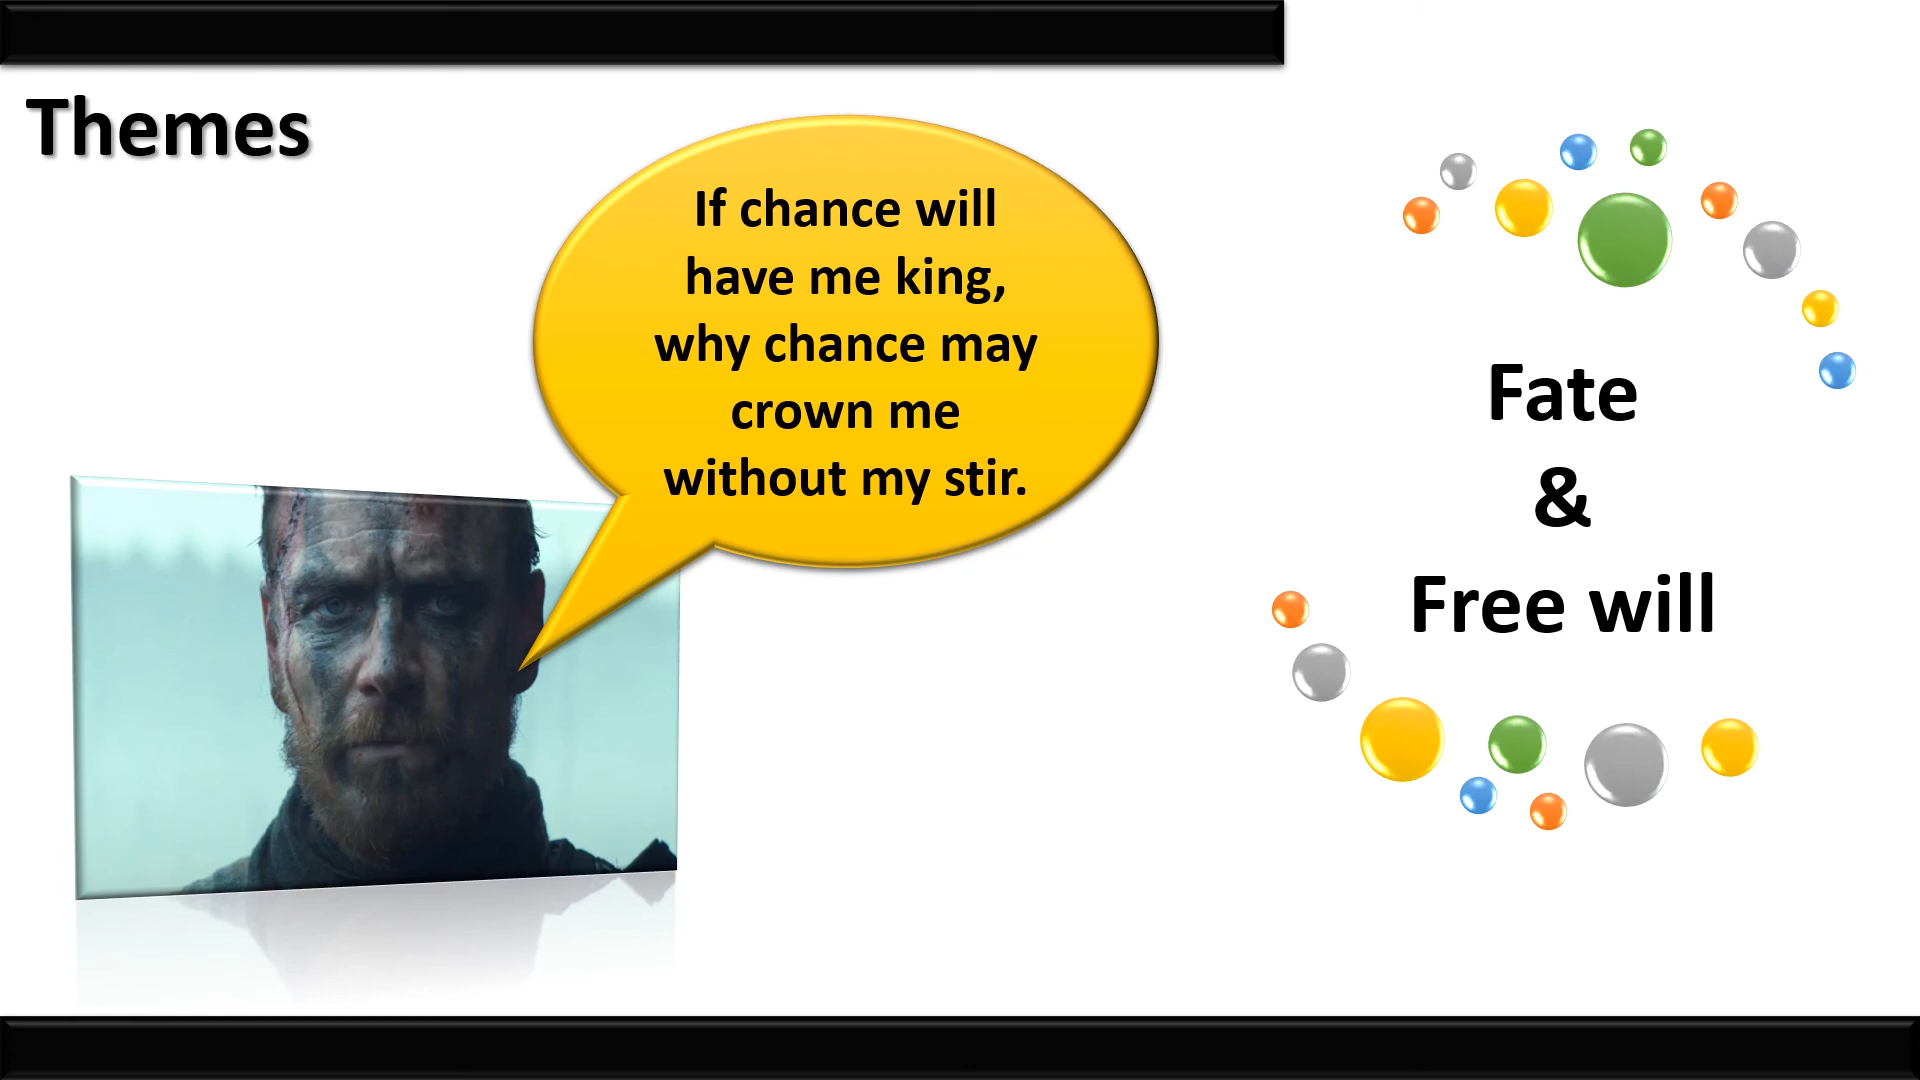 Themes
If chance will
have me king,
why chance may
crown me
without my stir.
Fate
&
Free will